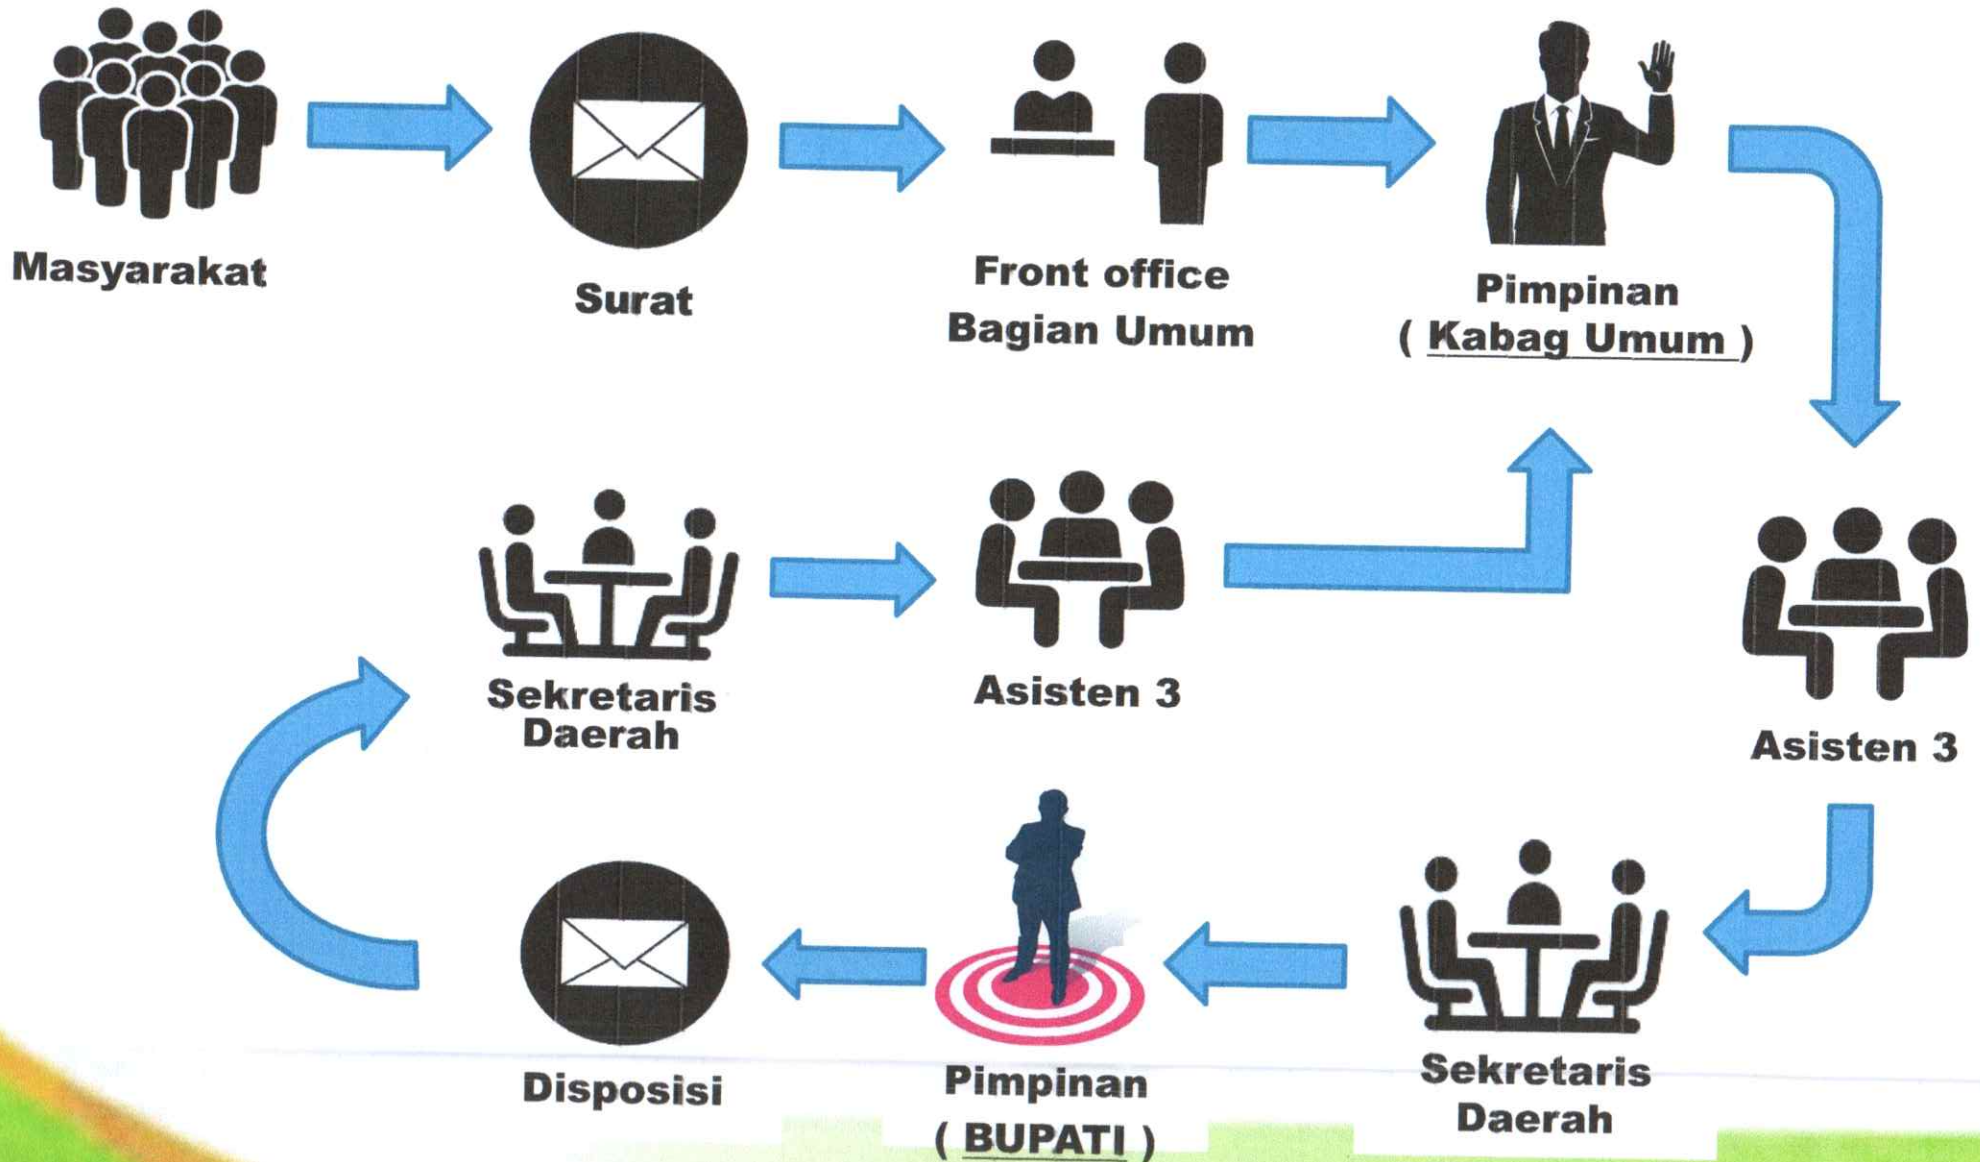 Masyarakat
Surat
Front office
Bagian Umum
Pimpinan
( Kabag Umum )
Sekretaris
Daerah
Asisten 3
Asisten 3
Disposisi
Pimpinan
( BUPATI )
Sekretaris
Daerah